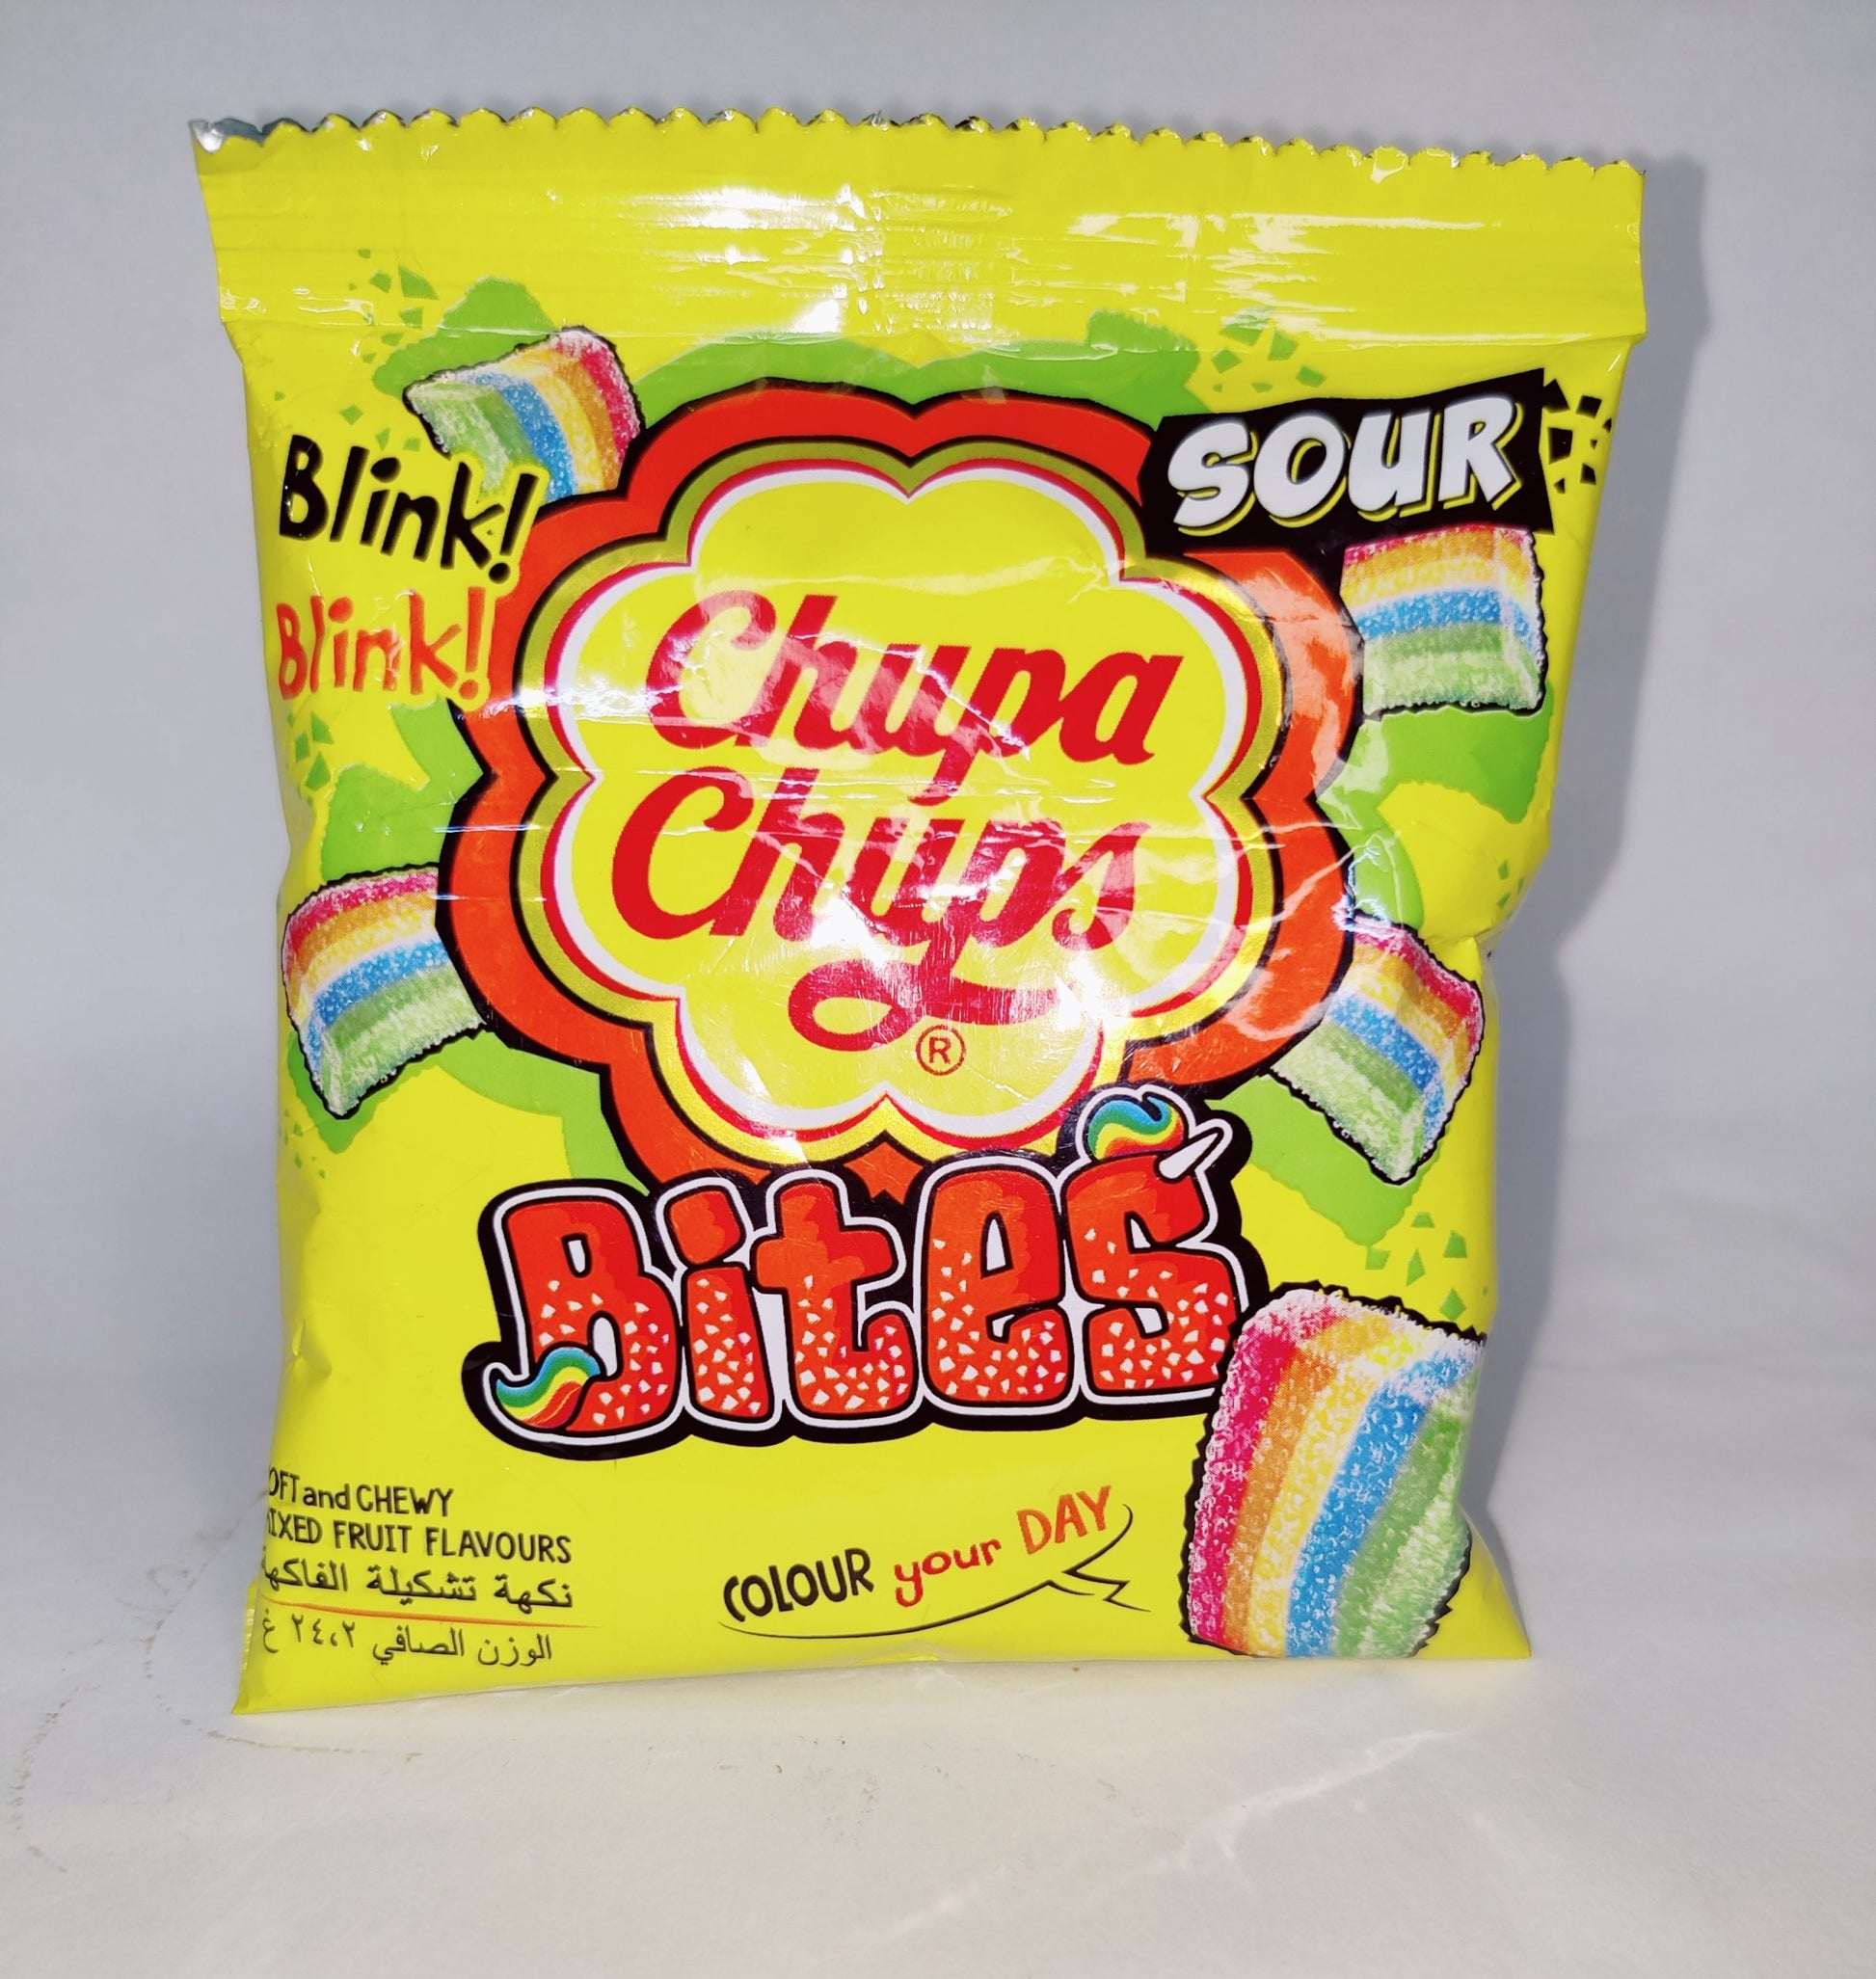 Blink!
Blink!
SOUR
Chupa
Chups
®
Bites
OFT and CHEWY
IXED FRUIT FLAVOURS
نكهة تشكيلة الفاكهة
الوزن الصافي ٢٤،٢ غ
COLOUR your DAY